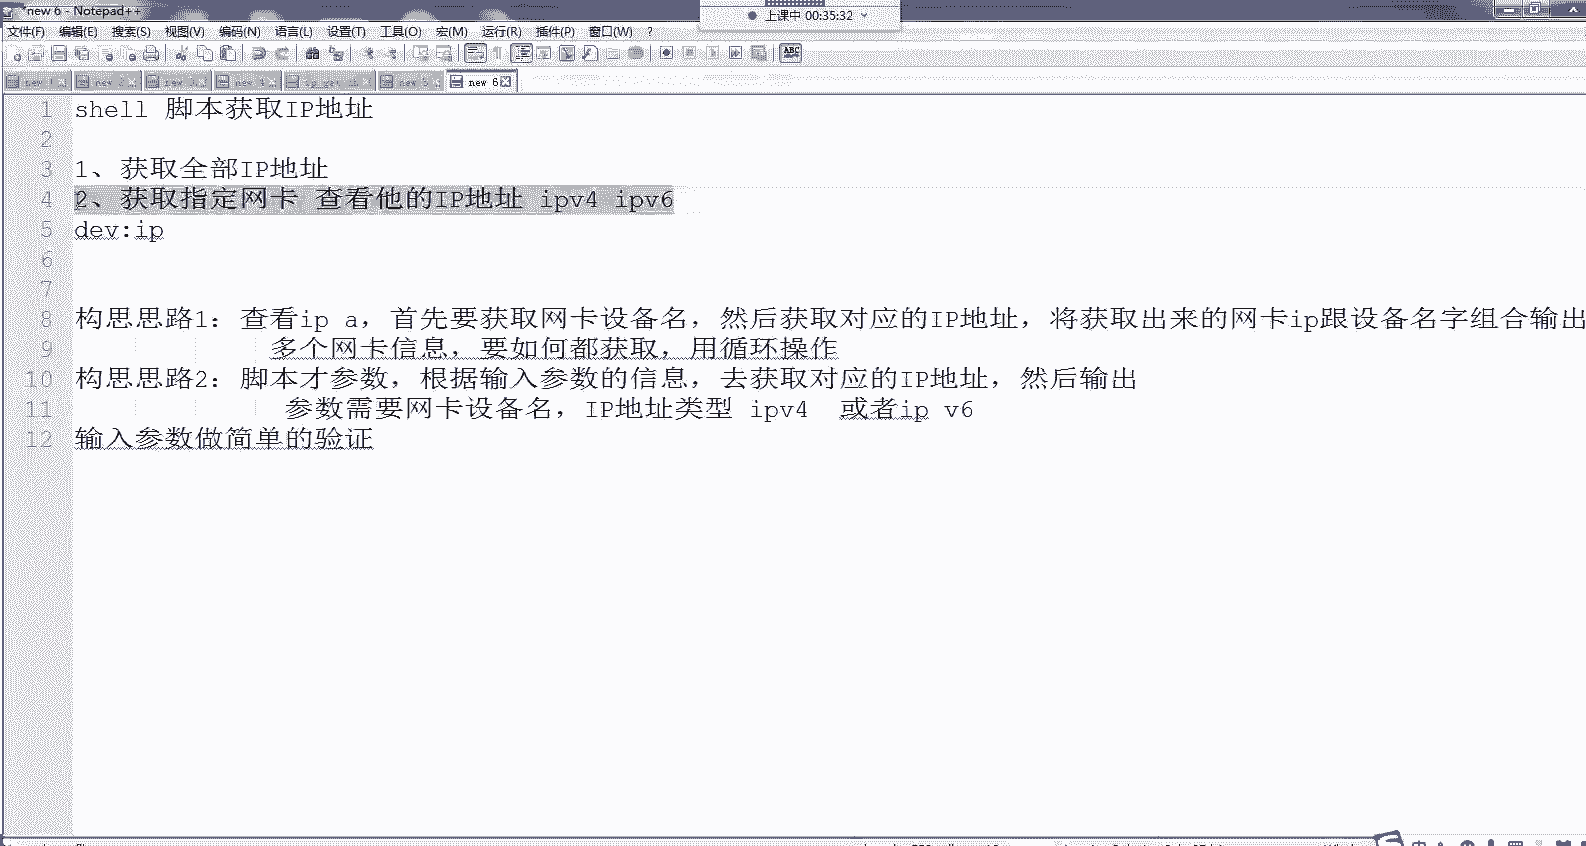 new 6 - Notepad++
上课中 00:35:32
文件(F) 编辑(E) 搜索(S) 视图(V) 编码(N) 语言(L) 设置(T) 工具(O) 宏(M) 运行(R) 插件(P) 窗口(W) ?
new 6
1 shell 脚本获取IP地址
2
3 1、获取全部IP地址
4 2、获取指定网卡 查看他的IP地址 ipv4 ipv6
5 dev:ip
6
7
8 构思思路1：查看ip a，首先要获取网卡设备名，然后获取对应的IP地址，将获取出来的网卡ip跟设备名字组合输出
9 多个网卡信息，要如何都获取，用循环操作
10 构思思路2：脚本才参数，根据输入参数的信息，去获取对应的IP地址，然后输出
11 参数需要网卡设备名，IP地址类型 ipv4 或者ip v6
12 输入参数做简单的验证